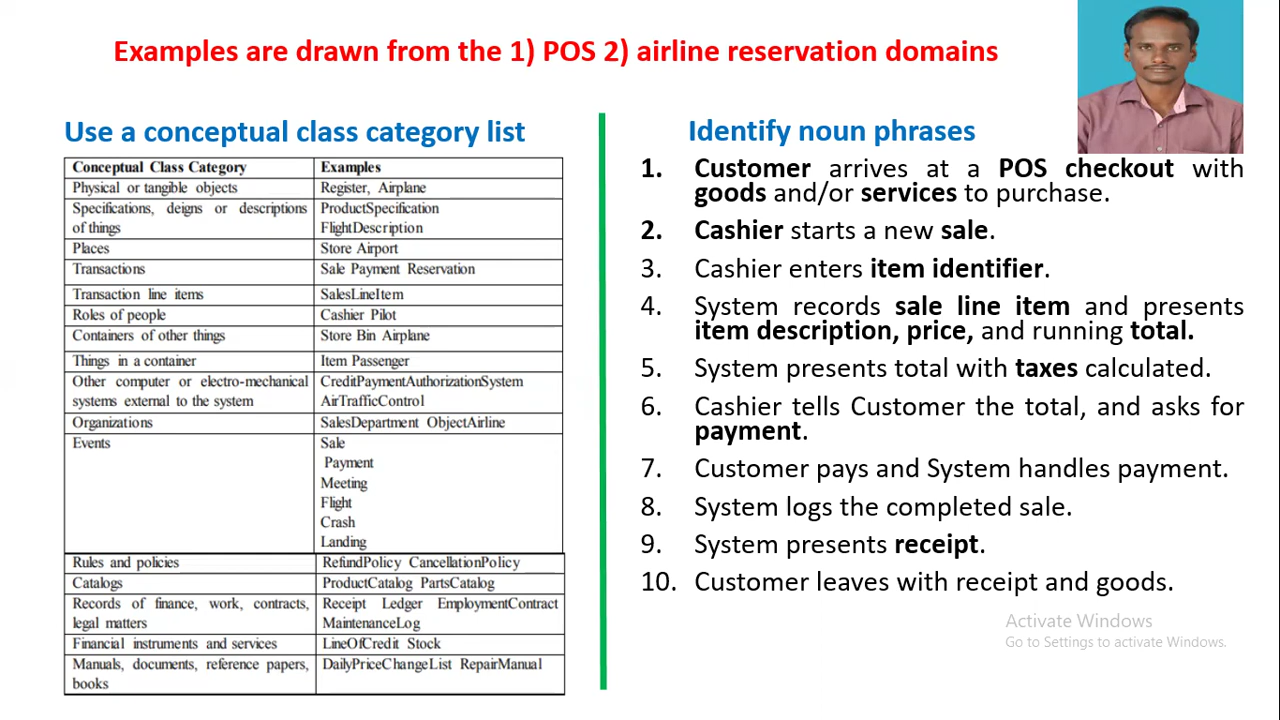 Examples are drawn from the 1) POS 2) airline reservation domains
Use a conceptual class category list
Conceptual Class Category Examples
Physical or tangible objects Register, Airplane
Specifications, deigns or descriptions ProductSpecification
of things FlightDescription
Places Store Airport
Transactions Sale Payment Reservation
Transaction line items SalesLineItem
Roles of people Cashier Pilot
Containers of other things Store Bin Airplane
Things in a container Item Passenger
Other computer or electro-mechanical CreditPaymentAuthorizationSystem
systems external to the system AirTrafficControl
Organizations SalesDepartment ObjectAirline
Events Sale
Payment
Meeting
Flight
Crash
Landing
Rules and policies RefundPolicy CancellationPolicy
Catalogs ProductCatalog PartsCatalog
Records of finance, work, contracts, Receipt Ledger EmploymentContract
legal matters MaintenanceLog
Financial instruments and services LineOfCredit Stock
Manuals, documents, reference papers, DailyPriceChangeList RepairManual
books
Identify noun phrases
1. Customer arrives at a POS checkout with
goods and/or services to purchase.
2. Cashier starts a new sale.
3. Cashier enters item identifier.
4. System records sale line item and presents
item description, price, and running total.
5. System presents total with taxes calculated.
6. Cashier tells Customer the total, and asks for
payment.
7. Customer pays and System handles payment.
8. System logs the completed sale.
9. System presents receipt.
10. Customer leaves with receipt and goods.
Activate Windows
Go to Settings to activate Windows.